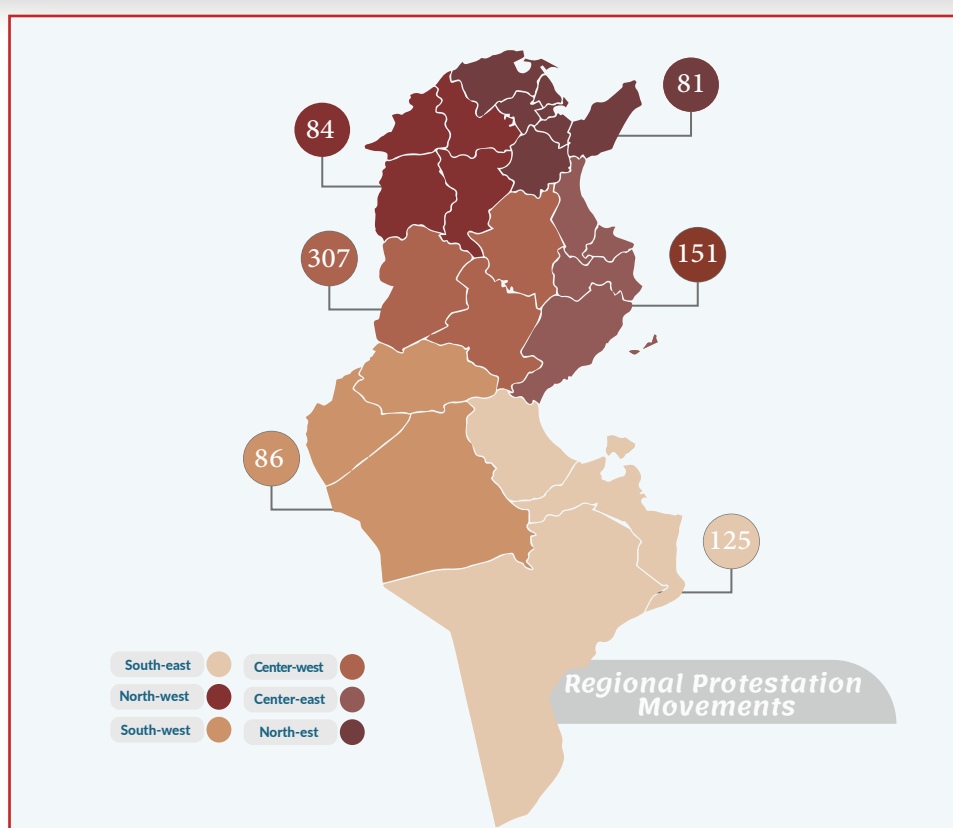 81
84
151
307
86
125
South-east
Center-west
North-west
Center-east
South-west
North-est
Regional Protestation
Movements